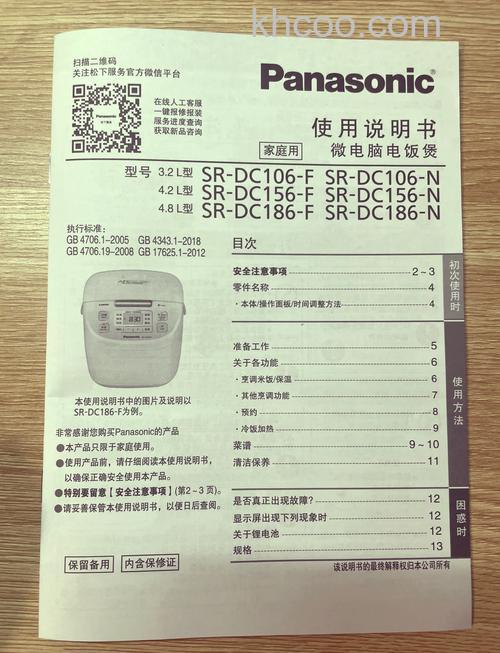 khcoo.com
扫描二维码
关注松下服务官方微信平台
在线人工客服
一键报修报装
服务进度查询
获取新品咨询
Panasonic®
使用说明书
家庭用 微电脑电饭煲
型号 3.2 L型 SR-DC106-F SR-DC106-N
4.2 L型 SR-DC156-F SR-DC156-N
4.8 L型 SR-DC186-F SR-DC186-N
执行标准:
GB 4706.1-2005 GB 4343.1-2018
GB 4706.19-2008 GB 17625.1-2012
Panasonic
本使用说明书中的图片及说明以
SR-DC186-F为例。
非常感谢您购买Panasonic的产品
●本产品只限于家庭使用。
●使用产品前,请仔细阅读本使用说明书,
以确保正确安全使用本产品。
●特别要留意【安全注意事项】(第2~3页)。
●请妥善保管本使用说明书,以便日后查阅。
保留备用 内含保修证
目次
安全注意事项 2~3
零件名称 4
·本体/操作面板/时间调整方法 4
初次使用时
准备工作 5
关于各功能 6
·烹调米饭/保温 6
·其他烹调功能 7
·预约 8
·冷饭加热 9
菜谱 9~10
清洁保养 11
使用方法
是否真正出现故障? 12
显示屏出现下列现象时 12
关于锂电池 12
规格 13
困惑时
该说明书的最终解释权归本公司所有